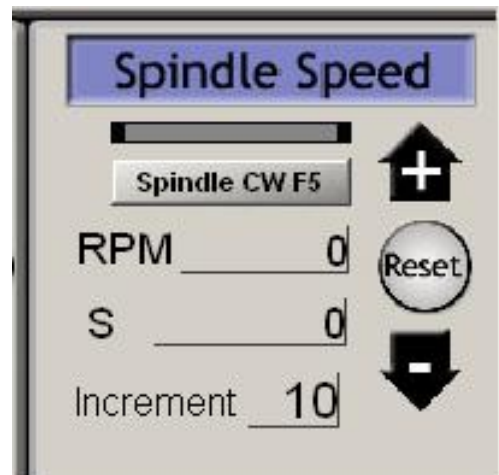 Spindle Speed
Spindle CW F5
+
RPM 0
Reset
S 0
-
Increment 10